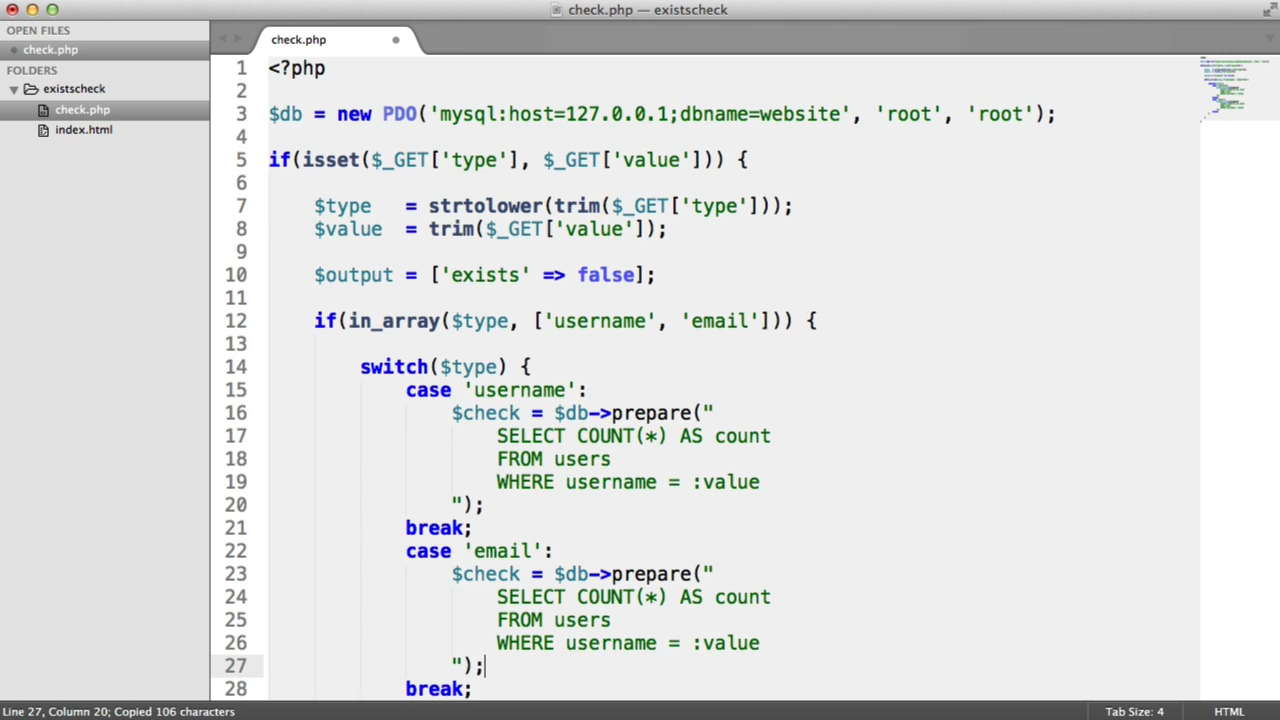 check.php — existscheck
OPEN FILES
check.php
FOLDERS
existscheck
check.php
index.html
check.php
1 <?php
2
3 $db = new PDO('mysql:host=127.0.0.1;dbname=website', 'root', 'root');
4
5 if(isset($_GET['type'], $_GET['value'])) {
6
7 $type = strtolower(trim($_GET['type']));
8 $value = trim($_GET['value']);
9
10 $output = ['exists' => false];
11
12 if(in_array($type, ['username', 'email'])) {
13
14 switch($type) {
15 case 'username':
16 $check = $db->prepare("
17 SELECT COUNT(*) AS count
18 FROM users
19 WHERE username = :value
20 ");
21 break;
22 case 'email':
23 $check = $db->prepare("
24 SELECT COUNT(*) AS count
25 FROM users
26 WHERE username = :value
27 ");
28 break;
Line 27, Column 20; Copied 106 characters
Tab Size: 4
HTML